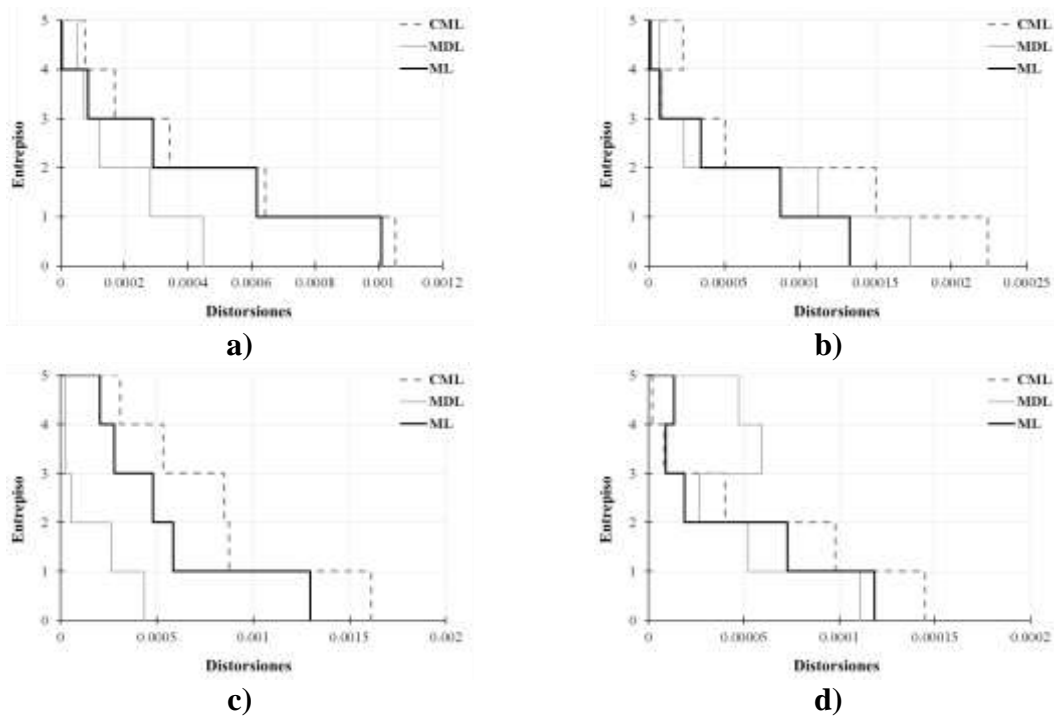 5
4
3
2
1
0
Entrepiso
0
0.0002
0.0004
0.0006
0.0008
0.001
0.0012
Distorsiones
CML
MDL
ML
a)
5
4
3
2
1
0
Entrepiso
0
0.00005
0.0001
0.00015
0.0002
0.00025
Distorsiones
CML
MDL
ML
b)
5
4
3
2
1
0
Entrepiso
0
0.0005
0.001
0.0015
0.002
Distorsiones
CML
MDL
ML
c)
5
4
3
2
1
0
Entrepiso
0
0.00005
0.0001
0.00015
0.0002
Distorsiones
CML
MDL
ML
d)